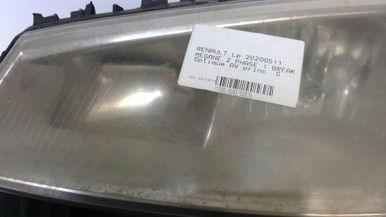 RENAULT Le 20200511
MEGANE 2 PHASE 1 BREAK
Optique AV princ. G